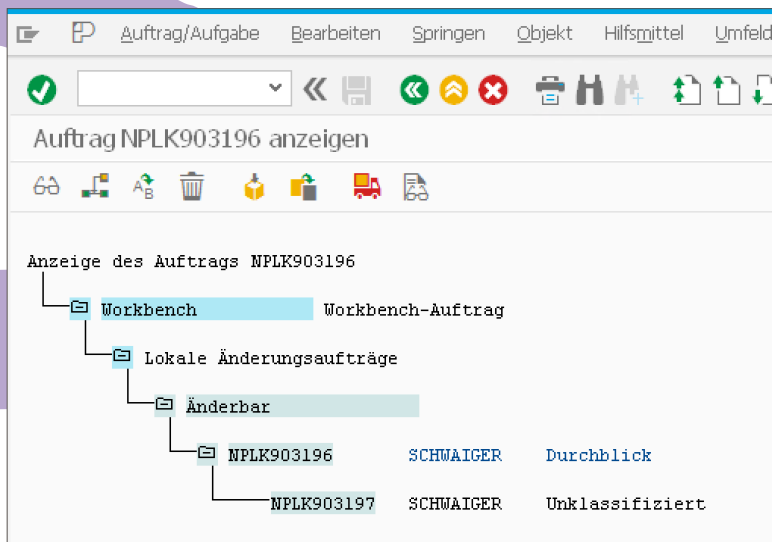 Auftrag/Aufgabe Bearbeiten Springen Objekt Hilfsmittel Umfeld
Auftrag NPLK903196 anzeigen
Anzeige des Auftrags NPLK903196
Workbench Workbench-Auftrag
Lokale Änderungsaufträge
Änderbar
NPLK903196 SCHWAIGER Durchblick
NPLK903197 SCHWAIGER Unklassifiziert